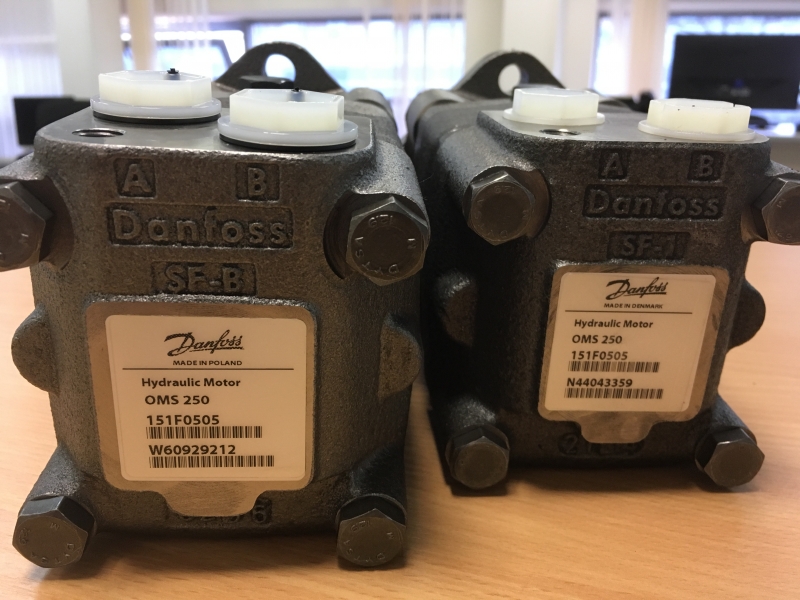 A B
Danfoss
SF-B
Danfoss
MADE IN POLAND
Hydraulic Motor
OMS 250
151F0505
W60929212
A B
Danfoss
SF-1
Danfoss
MADE IN DENMARK
Hydraulic Motor
OMS 250
151F0505
N44043359